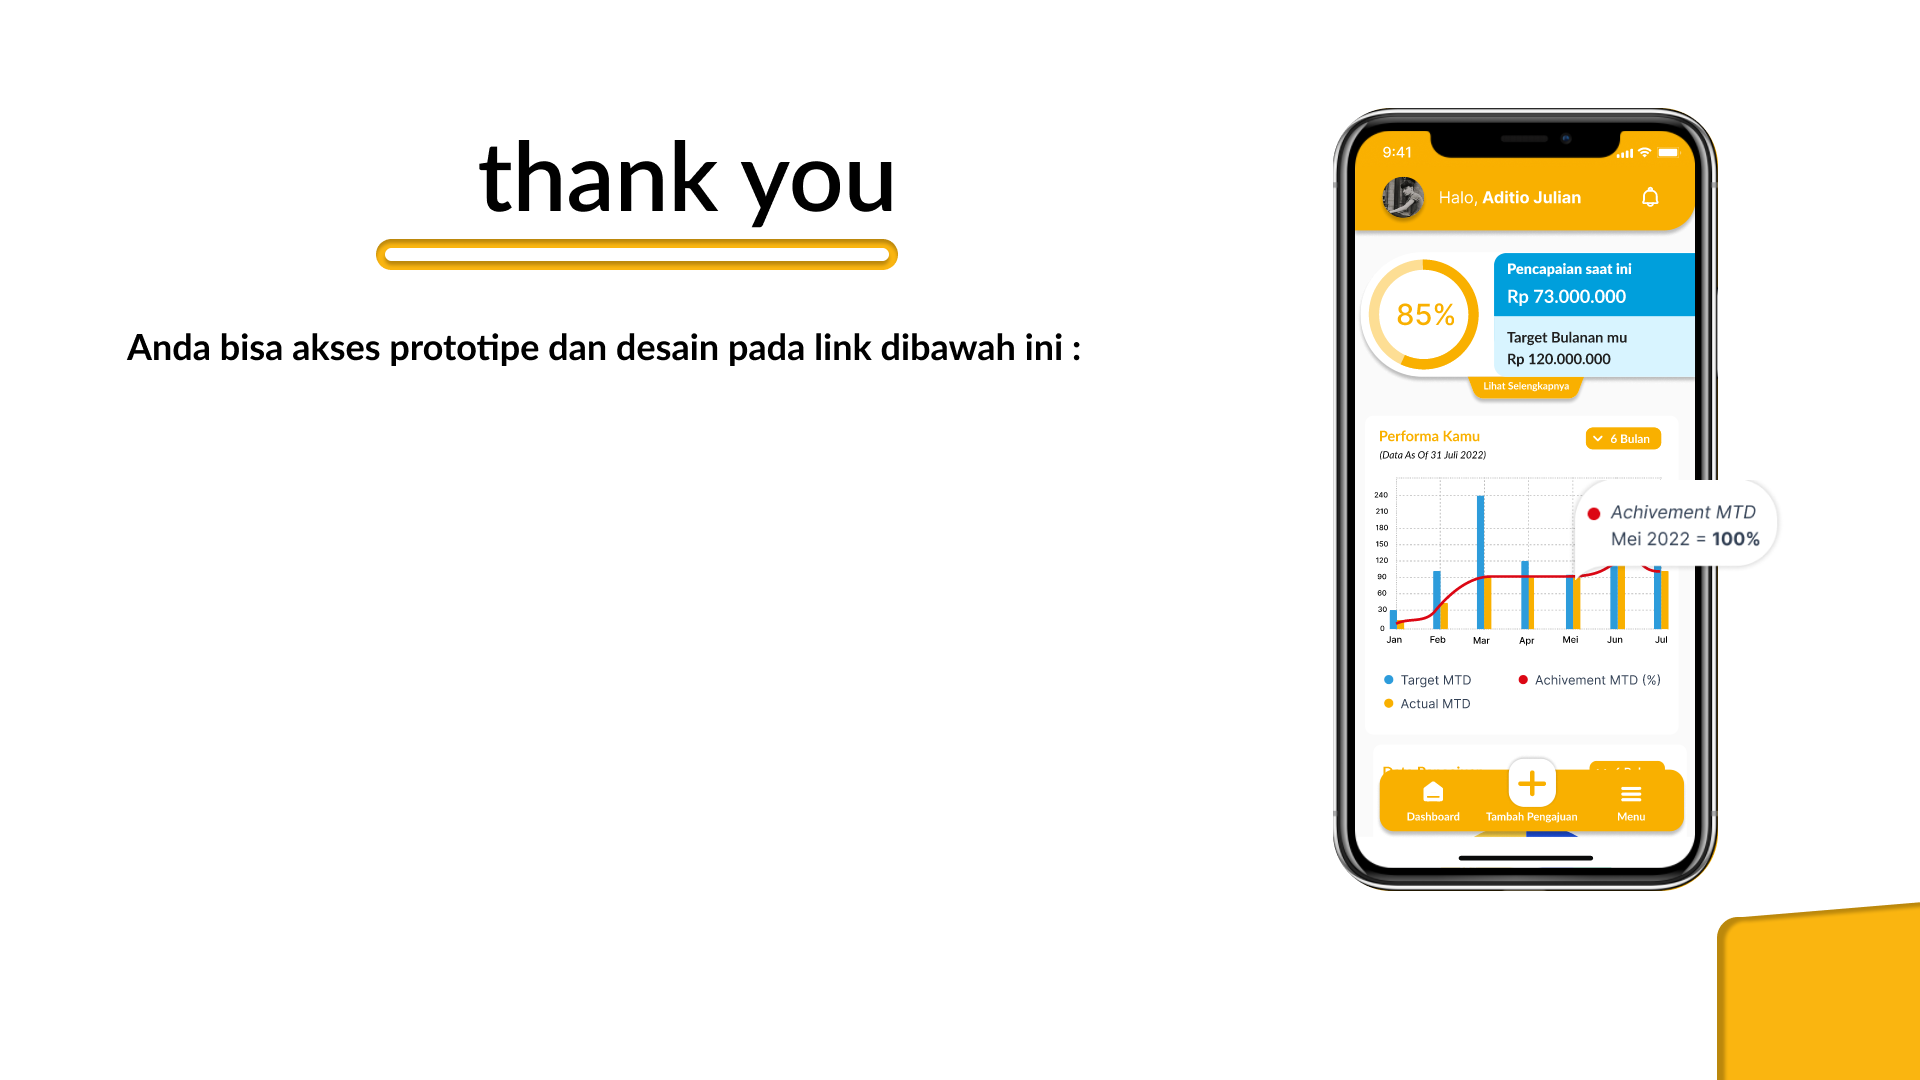 thank you
Anda bisa akses prototipe dan desain pada link dibawah ini :
9:41
Halo, Aditio Julian
85%
Pencapaian saat ini
Rp 73.000.000
Target Bulanan mu
Rp 120.000.000
Lihat Selengkapnya
Performa Kamu
6 Bulan
(Data As Of 31 Juli 2022)
Achivement MTD
Mei 2022 = 100%
240
210
180
150
120
90
60
30
0
Jan Feb Mar Apr Mei Jun Jul
Target MTD
Achivement MTD (%)
Actual MTD
Dashboard
Tambah Pengajuan
Menu